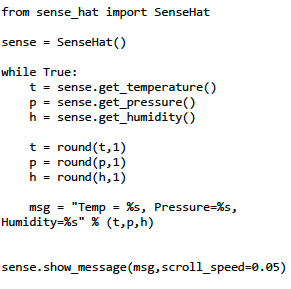 from sense_hat import SenseHat
sense = SenseHat()
while True:
    t = sense.get_temperature()
    p = sense.get_pressure()
    h = sense.get_humidity()
    t = round(t,1)
    p = round(p,1)
    h = round(h,1)
    msg = "Temp = %s, Pressure=%s,
Humidity=%s" % (t,p,h)
sense.show_message(msg,scroll_speed=0.05)